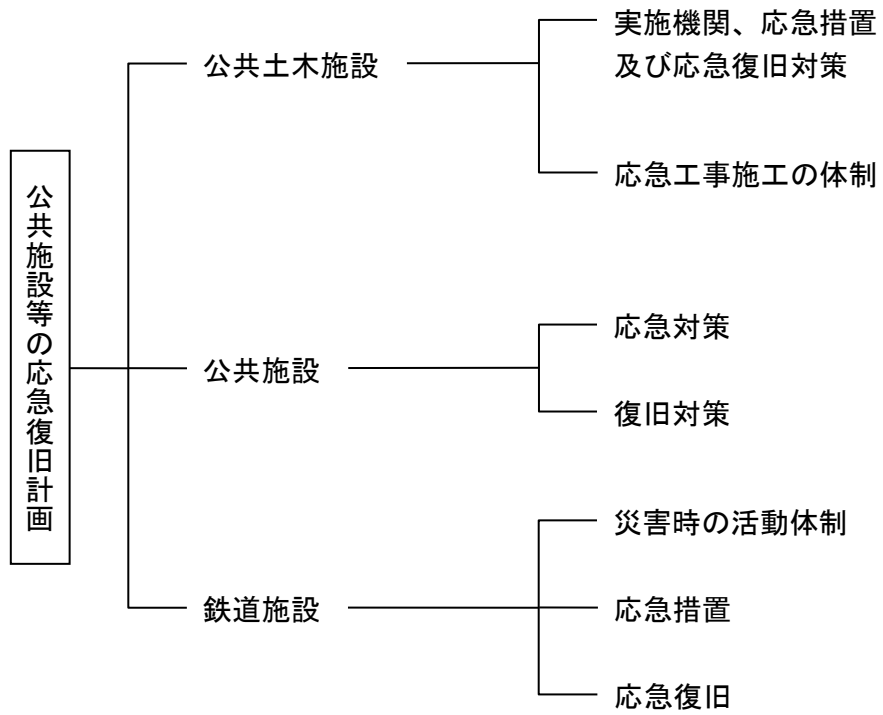 公共施設等の応急復旧計画
公共土木施設
実施機関、応急措置
及び応急復旧対策
応急工事施工の体制
公共施設
応急対策
復旧対策
鉄道施設
災害時の活動体制
応急措置
応急復旧